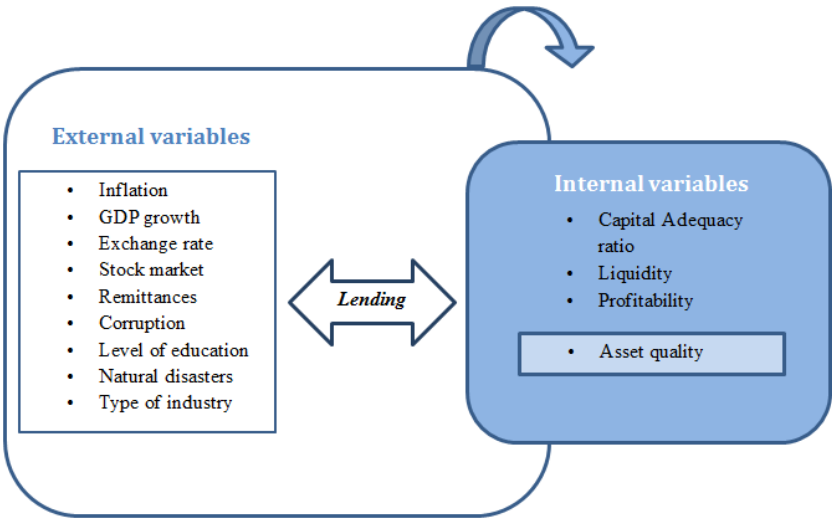 External variables
• Inflation
• GDP growth
• Exchange rate
• Stock market
• Remittances
• Corruption
• Level of education
• Natural disasters
• Type of industry
Lending
Internal variables
• Capital Adequacy
ratio
• Liquidity
• Profitability
• Asset quality